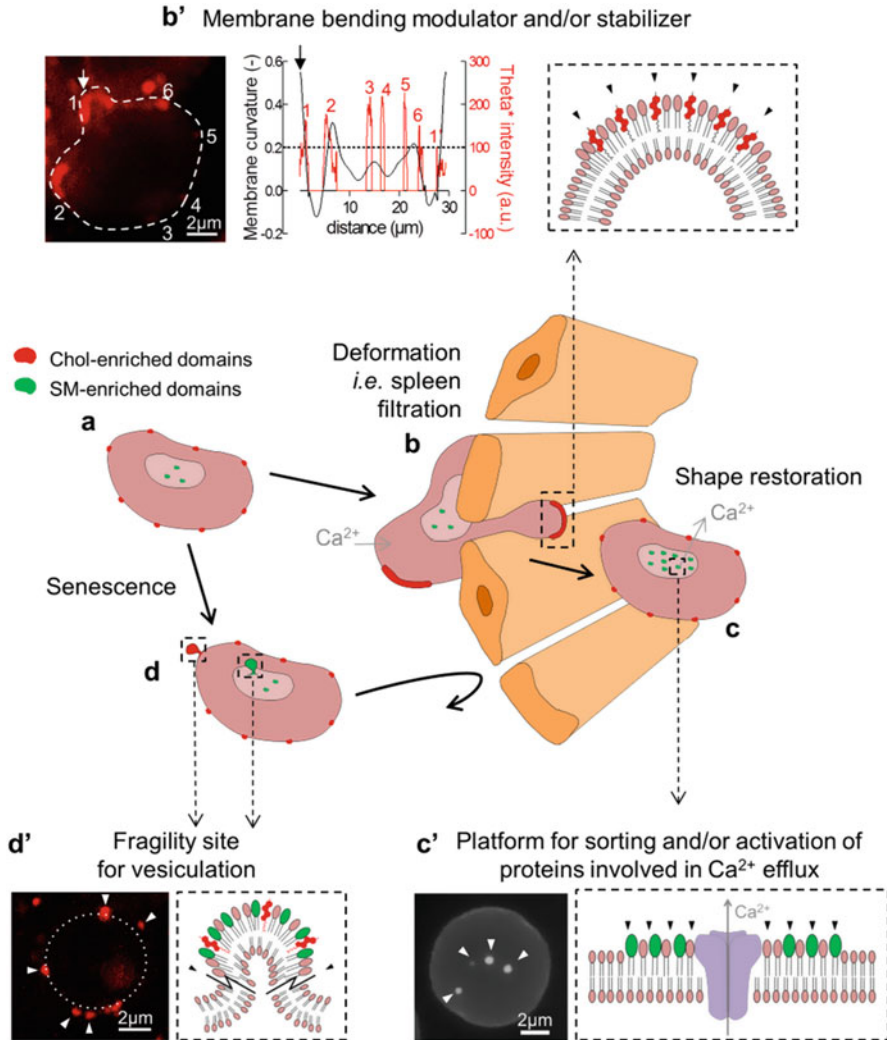 b’ Membrane bending modulator and/or stabilizer
1
6
5
4
3
2
2µm
Membrane curvature (-)
0.6
0.4
0.2
0.0
-0.2
1
2
3
4
5
6
1
10
20
30
distance (µm)
300
200
100
0
-100
Theta* intensity
(a.u.)
Chol-enriched domains
SM-enriched domains
Deformation
i.e. spleen
filtration
a
b
Ca2+
Shape restoration
Ca2+
c
Senescence
d
d’ Fragility site
for vesiculation
2µm
c’ Platform for sorting and/or activation of
proteins involved in Ca2+ efflux
2µm
Ca2+